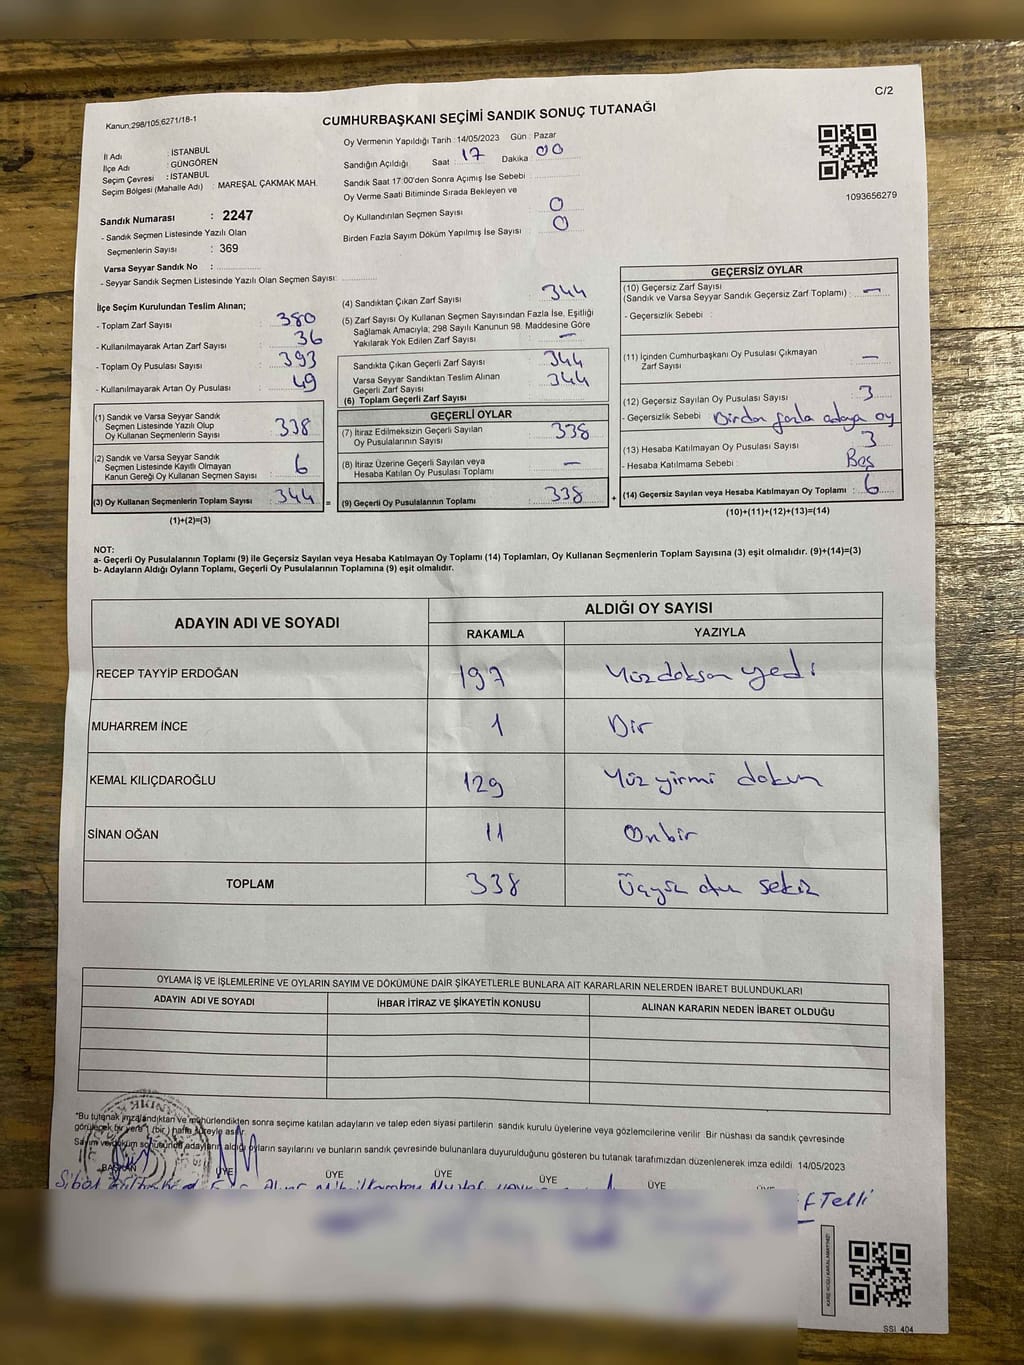 C/2
Kanun;298/105,6271/18-1
CUMHURBAŞKANI SEÇİMİ SANDIK SONUÇ TUTANAĞI
İl Adı : İSTANBUL
İlçe Adı : GÜNGÖREN
Seçim Çevresi : İSTANBUL
Seçim Bölgesi (Mahalle Adı) : MAREŞAL ÇAKMAK MAH.
Sandık Numarası : 2247
- Sandık Seçmen Listesinde Yazılı Olan
Seçmenlerin Sayısı : 369
Varsa Seyyar Sandık No :
- Seyyar Sandık Seçmen Listesinde Yazılı Olan Seçmen Sayısı:
Oy Vermenin Yapıldığı Tarih :14/05/2023 Gün : Pazar
Sandığın Açıldığı Saat : 17 Dakika : 00
Sandık Saat 17:00'den Sonra Açımış İse Sebebi :
Oy Verme Saati Bitiminde Sırada Bekleyen ve
Oy Kullandırılan Seçmen Sayısı : 0
Birden Fazla Sayım Döküm Yapılmış İse Sayısı : 0
1093656279
İlçe Seçim Kurulundan Teslim Alınan;
- Toplam Zarf Sayısı : 380
- Kullanılmayarak Artan Zarf Sayısı : 36
- Toplam Oy Pusulası : 393
- Kullanılmayarak Artan Oy Pusulası : 49
(1) Sandık ve Varsa Seyyar Sandık
Seçmen Listesinde Yazılı Olup
Oy Kullanan Seçmenlerin Sayısı : 338
(2) Sandık ve Varsa Seyyar Sandık
Seçmen Listesinde Kayıtlı Olmayan
Kanun Gereği Oy Kullanan Seçmen Sayısı : 6
(3) Oy Kullanan Seçmenlerin Toplam Sayısı : 344
(1)+(2)=(3)
=
(4) Sandıktan Çıkan Zarf Sayısı : 344
(5) Zarf Sayısı Oy Kullanan Seçmen Sayısından Fazla İse, Eşitliği
Sağlamak Amacıyla; 298 Sayılı Kanunun 98. Maddesine Göre
Yakılarak Yok Edilen Zarf Sayısı : —
Sandıkta Çıkan Geçerli Zarf Sayısı : 344
Varsa Seyyar Sandıktan Teslim Alınan
Geçerli Zarf Sayısı : 344
(6) Toplam Geçerli Zarf Sayısı
GEÇERLİ OYLAR
(7) İtiraz Edilmeksizin Geçerli Sayılan
Oy Pusulalarının Sayısı : 338
(8) İtiraz Üzerine Geçerli Sayılan veya
Hesaba Katılan Oy Pusulası Toplamı : —
(9) Geçerli Oy Pusulalarının Toplamı : 338
+
GEÇERSİZ OYLAR
(10) Geçersiz Zarf Sayısı
(Sandık ve Varsa Seyyar Sandık Geçersiz Zarf Toplamı) : —
- Geçersizlik Sebebi :
(11) İçinden Cumhurbaşkanı Oy Pusulası Çıkmayan
Zarf Sayısı : —
(12) Geçersiz Sayılan Oy Pusulası Sayısı : 3
- Geçersizlik Sebebi : Birden fazla adaya oy
(13) Hesaba Katılmayan Oy Pusulası Sayısı : 3
- Hesaba Katılmama Sebebi : Boş
(14) Geçersiz Sayılan veya Hesaba Katılmayan Oy Toplamı : 6
(10)+(11)+(12)+(13)=(14)
NOT:
a- Geçerli Oy Pusulalarının Toplamı (9) ile Geçersiz Sayılan veya Hesaba Katılmayan Oy Toplamı (14) Toplamları, Oy Kullanan Seçmenlerin Toplam Sayısına (3) eşit olmalıdır. (9)+(14)=(3)
b- Adayların Aldığı Oyların Toplamı, Geçerli Oy Pusulalarının Toplamına (9) eşit olmalıdır.
ADAYIN ADI VE SOYADI ALDIĞI OY SAYISI
RAKAMLA YAZIYLA
RECEP TAYYİP ERDOĞAN 197 Yüz doksan yedi
MUHARREM İNCE 1 Bir
KEMAL KILIÇDAROĞLU 129 Yüz yirmi dokuz
SİNAN OĞAN 11 Onbir
TOPLAM 338 Üçyüz otuz sekiz
OYLAMA İŞ VE İŞLEMLERİNE VE OYLARIN SAYIM VE DÖKÜMÜNE DAİR ŞİKAYETLERLE BUNLARA AİT KARARLARIN NELERDEN İBARET BULUNDUKLARI
ADAYIN ADI VE SOYADI İHBAR İTİRAZ VE ŞİKAYETİN KONUSU ALINAN KARARIN NEDEN İBARET OLDUĞU
*Bu tutanak imzalandıktan ve mühürlendikten sonra seçime katılan adayların ve talep eden siyasi partilerin sandık kurulu üyelerine veya gözlemcilerine verilir. Bir nüshası da sandık çevresinde
görülecek bir yere 1 (bir) hafta süreyle asılır.
Sayım ve döküm sonucunda adayların aldığı oyların sayılarını ve bunların sandık çevresinde bulunanlara duyurulduğunu gösteren bu tutanak tarafımızdan düzenlenerek imza edildi. 14/05/2023
BAŞKAN ÜYE ÜYE ÜYE ÜYE ÜYE
SSI 404